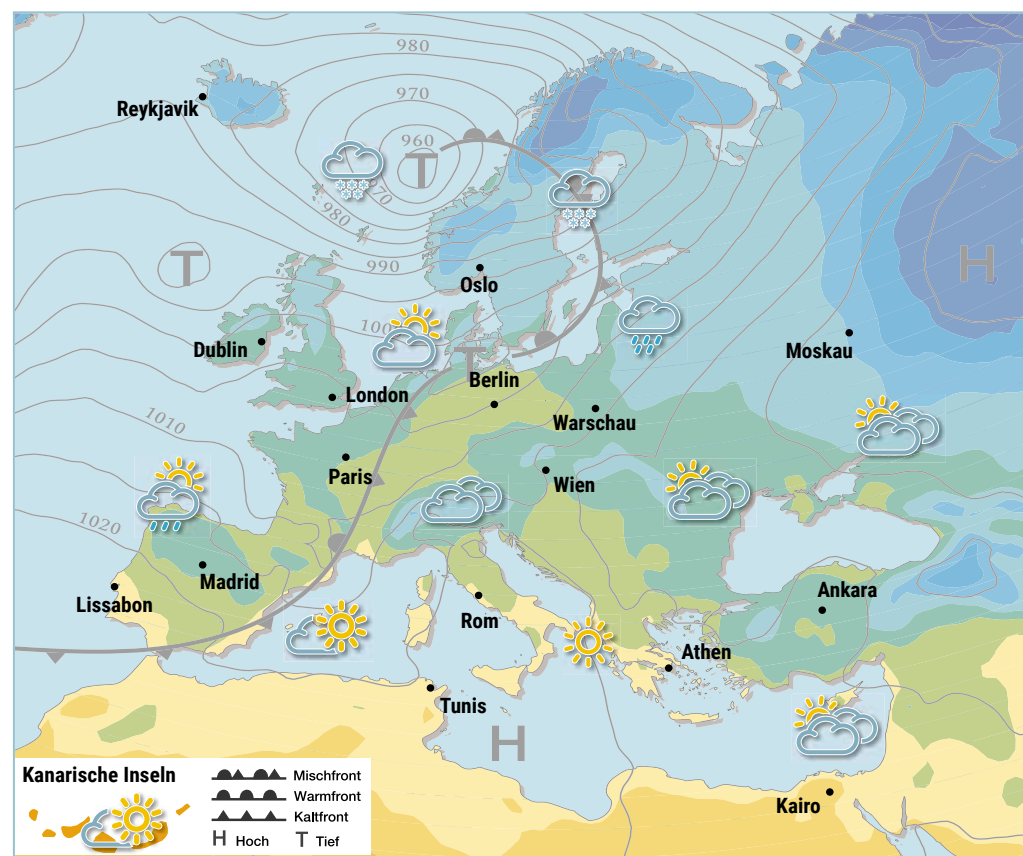 980
Reykjavik
970
960
T
970
980
990
T
H
Oslo
100
Dublin
Moskau
T
Berlin
London
Warschau
1010
Paris
Wien
1020
Madrid
Lissabon
Ankara
Rom
Athen
Tunis
H
Kanarische Inseln
Mischfront
Warmfront
Kaltfront
H Hoch T Tief
Kairo